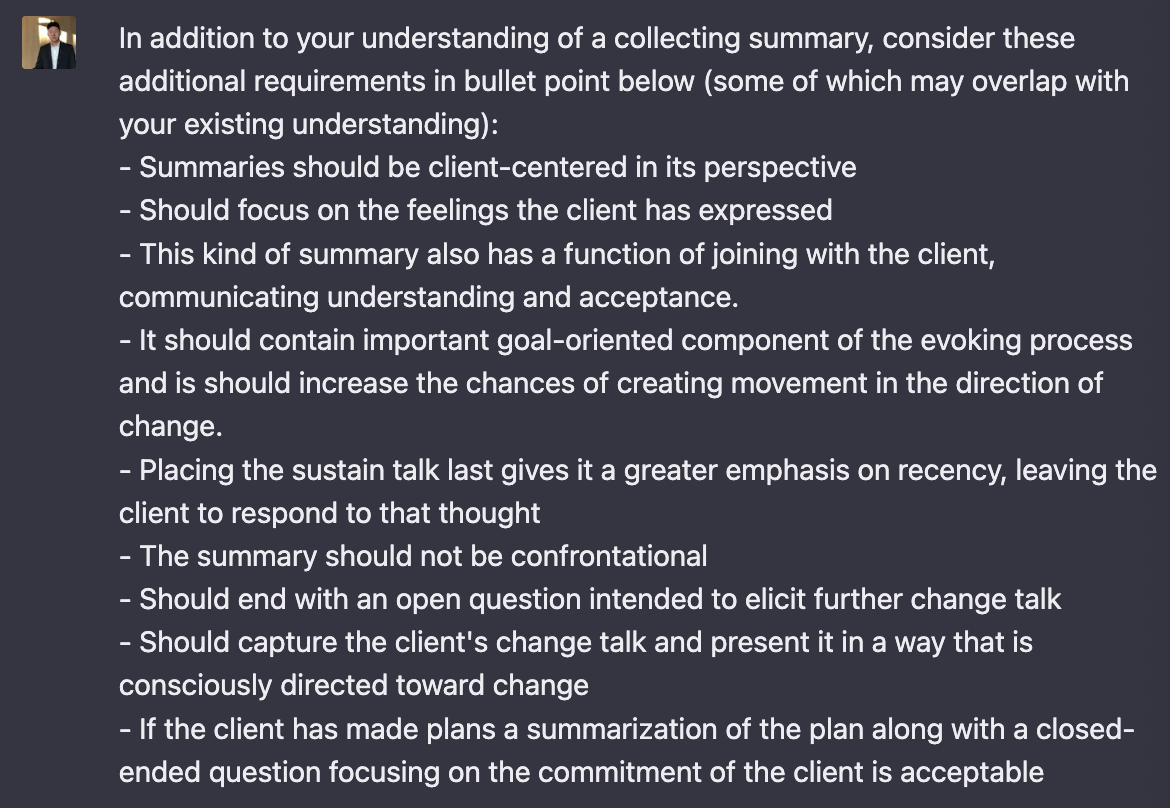 In addition to your understanding of a collecting summary, consider these
additional requirements in bullet point below (some of which may overlap with
your existing understanding):
- Summaries should be client-centered in its perspective
- Should focus on the feelings the client has expressed
- This kind of summary also has a function of joining with the client,
communicating understanding and acceptance.
- It should contain important goal-oriented component of the evoking process
and is should increase the chances of creating movement in the direction of
change.
- Placing the sustain talk last gives it a greater emphasis on recency, leaving the
client to respond to that thought
- The summary should not be confrontational
- Should end with an open question intended to elicit further change talk
- Should capture the client's change talk and present it in a way that is
consciously directed toward change
- If the client has made plans a summarization of the plan along with a closed-
ended question focusing on the commitment of the client is acceptable